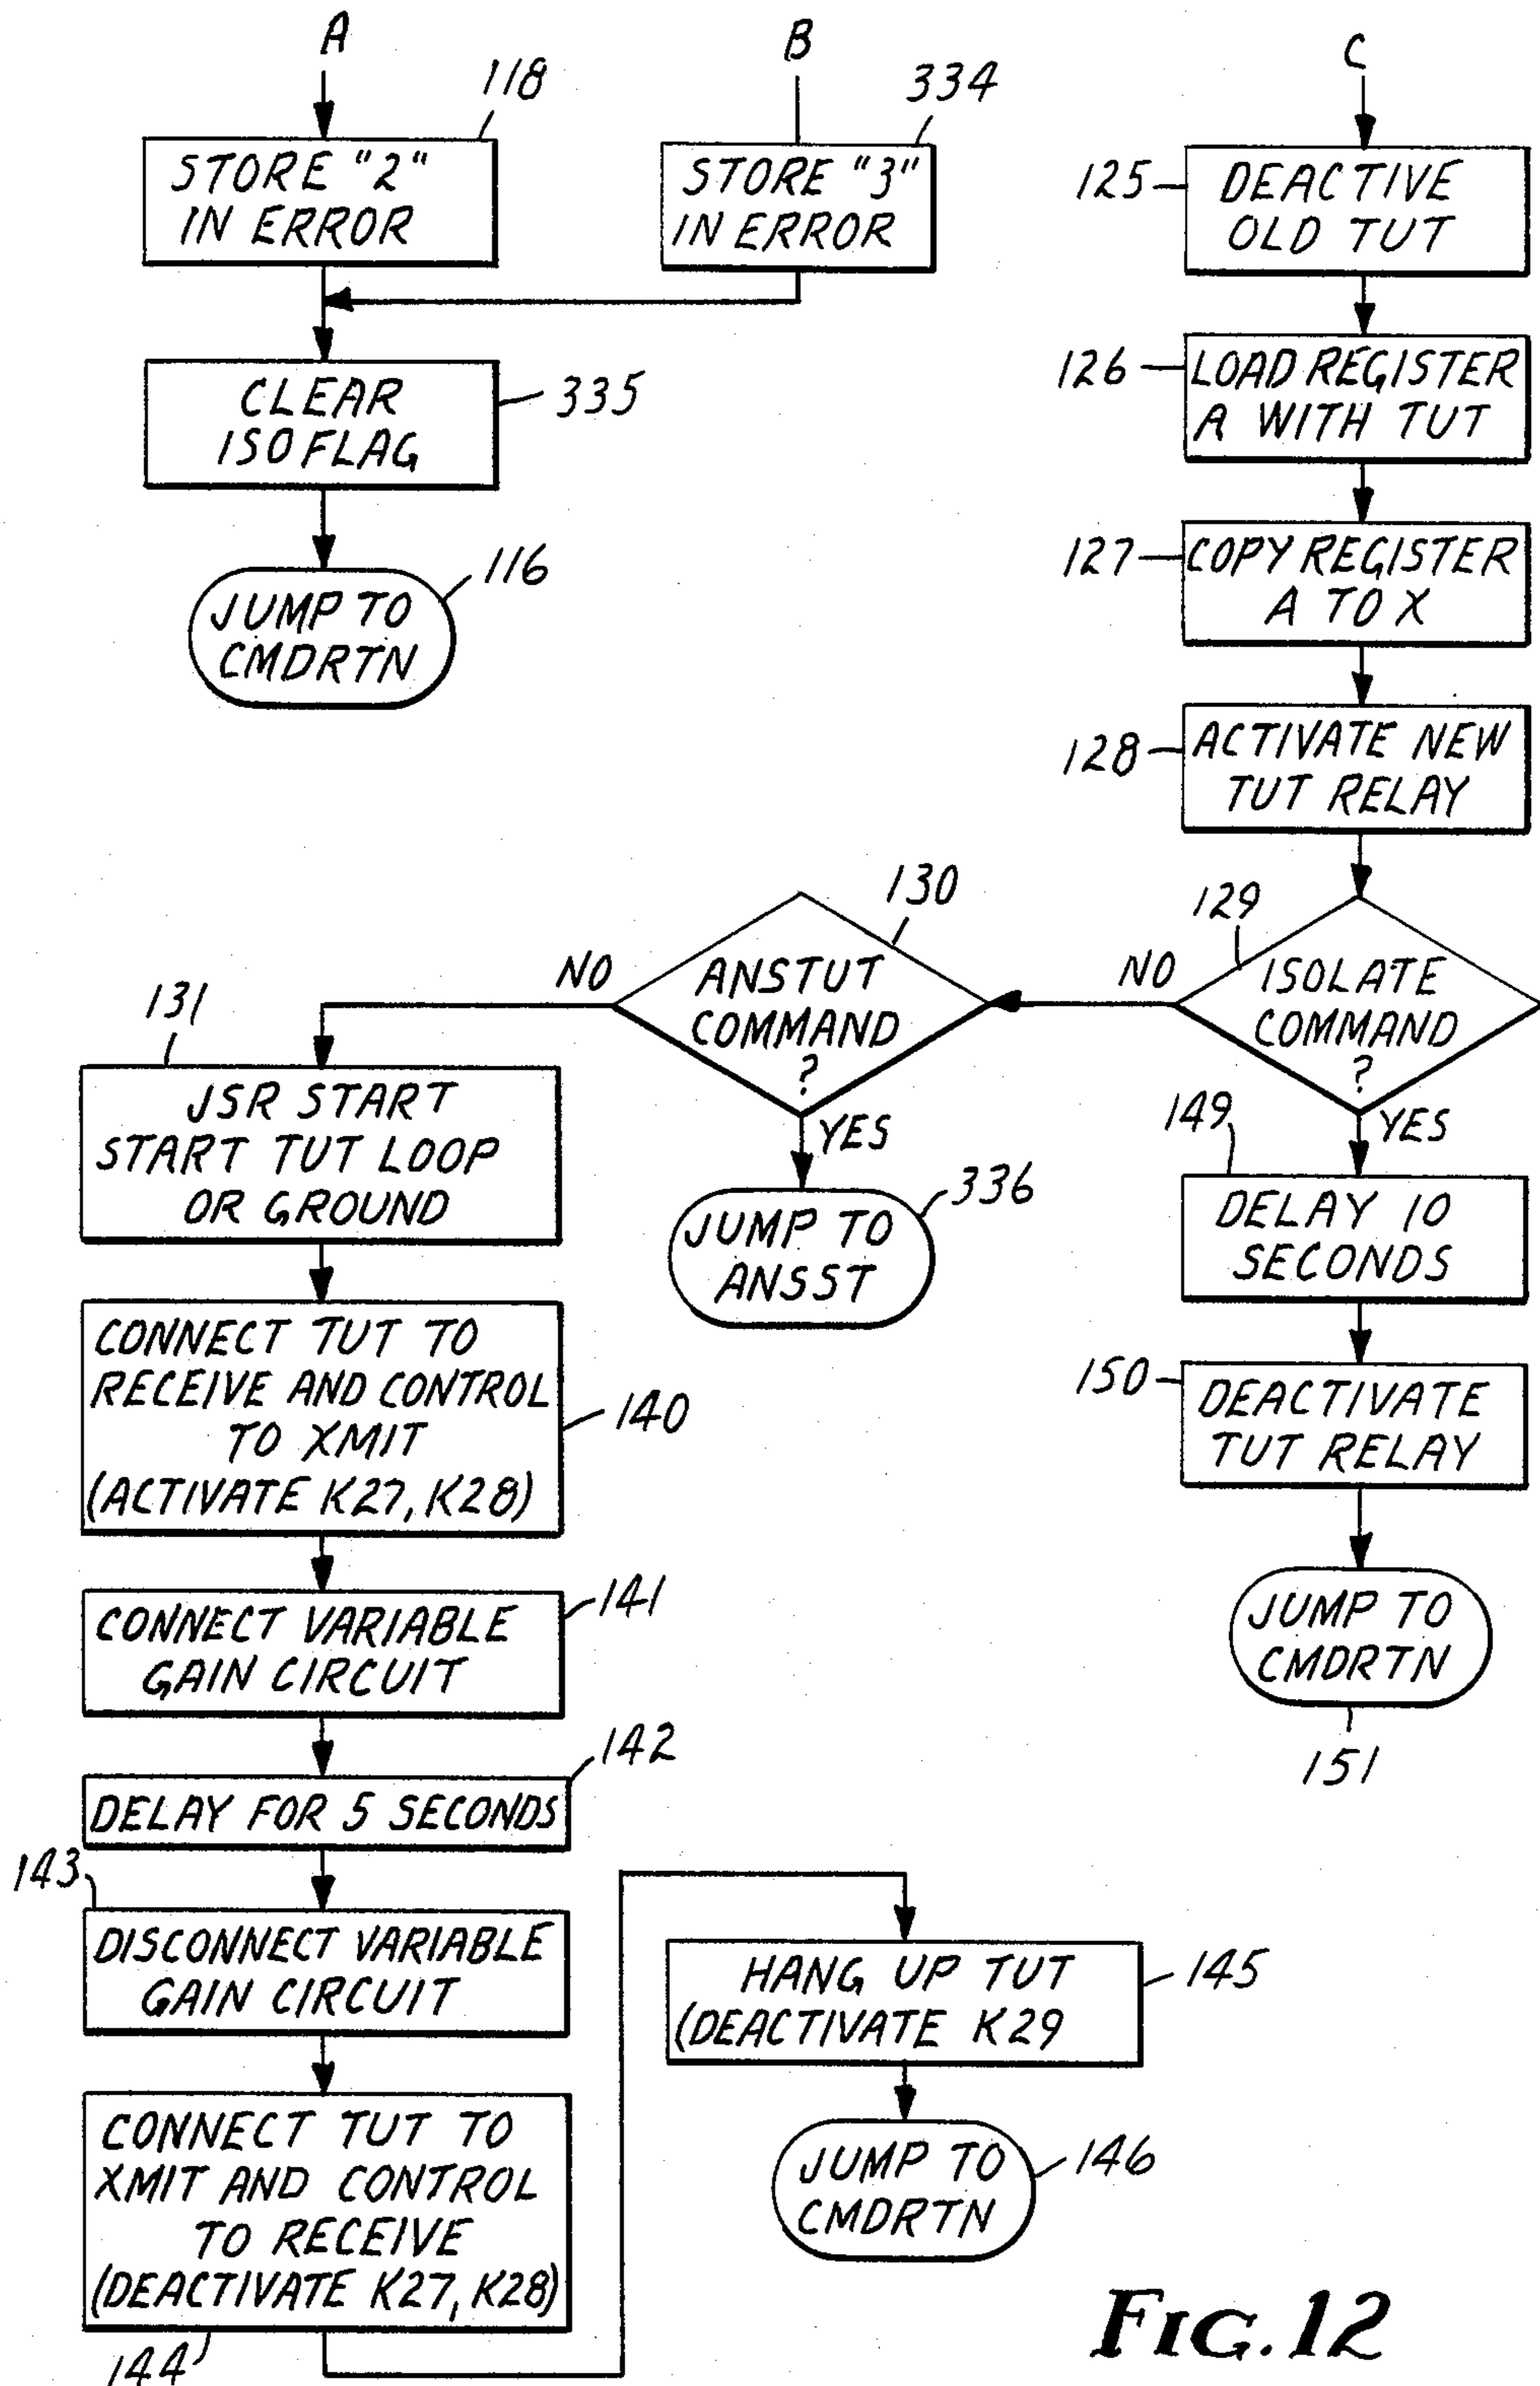 A
118
STORE "2"
IN ERROR
B
334
STORE "3"
IN ERROR
CLEAR
ISOFLAG
335
JUMP TO
CMDRTN
116
C
125
DEACTIVE
OLD TUT
126
LOAD REGISTER
A WITH TUT
127
COPY REGISTER
A TO X
128
ACTIVATE NEW
TUT RELAY
129
ISOLATE
COMMAND
?
NO
YES
130
ANSTUT
COMMAND
?
NO
YES
336
JUMP TO
ANSST
149
DELAY 10
SECONDS
150
DEACTIVATE
TUT RELAY
JUMP TO
CMDRTN
151
131
JSR START
START TUT LOOP
OR GROUND
CONNECT TUT TO
RECEIVE AND CONTROL
TO XMIT
(ACTIVATE K27, K28)
140
CONNECT VARIABLE
GAIN CIRCUIT
141
142
DELAY FOR 5 SECONDS
143
DISCONNECT VARIABLE
GAIN CIRCUIT
CONNECT TUT TO
XMIT AND CONTROL
TO RECEIVE
(DEACTIVATE K27, K28)
144
HANG UP TUT
(DEACTIVATE K29
145
JUMP TO
CMDRTN
146
FIG. 12